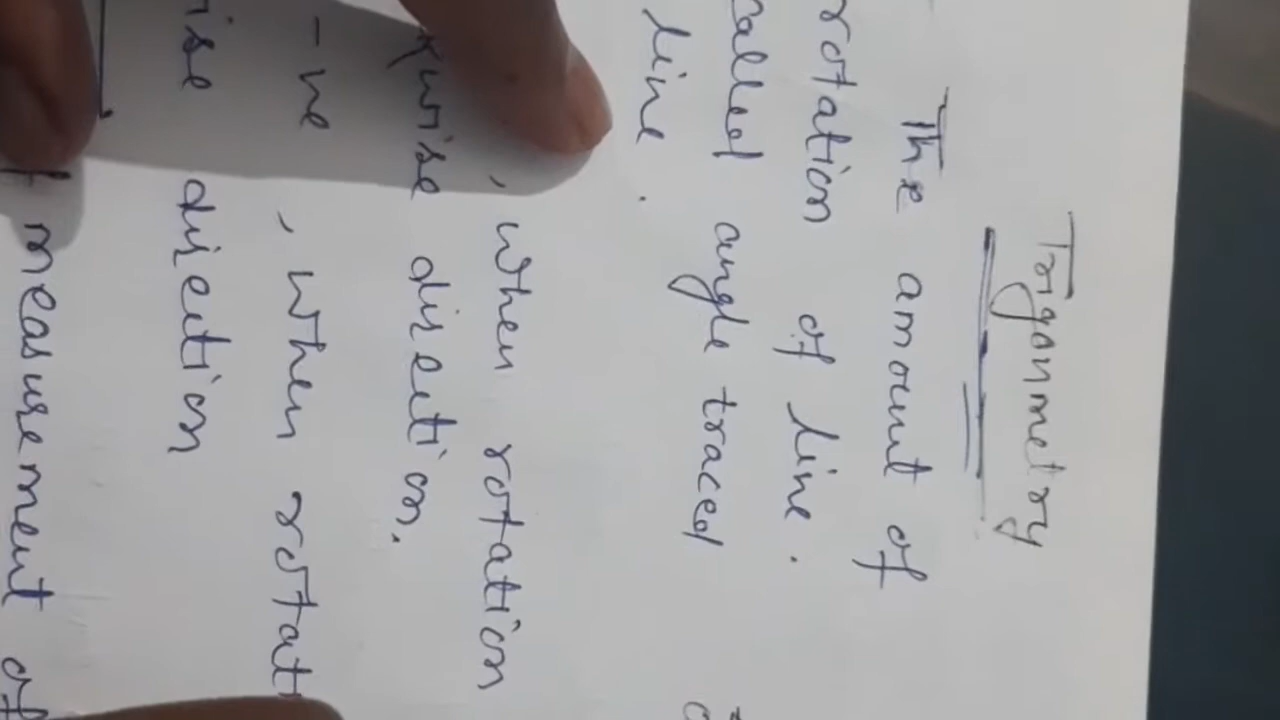 Trigonmetry
The amount of
rotation of line.
called angle traced
line.
, when rotation
wise direction.
-ve , when rotat
ise direction
measurement of